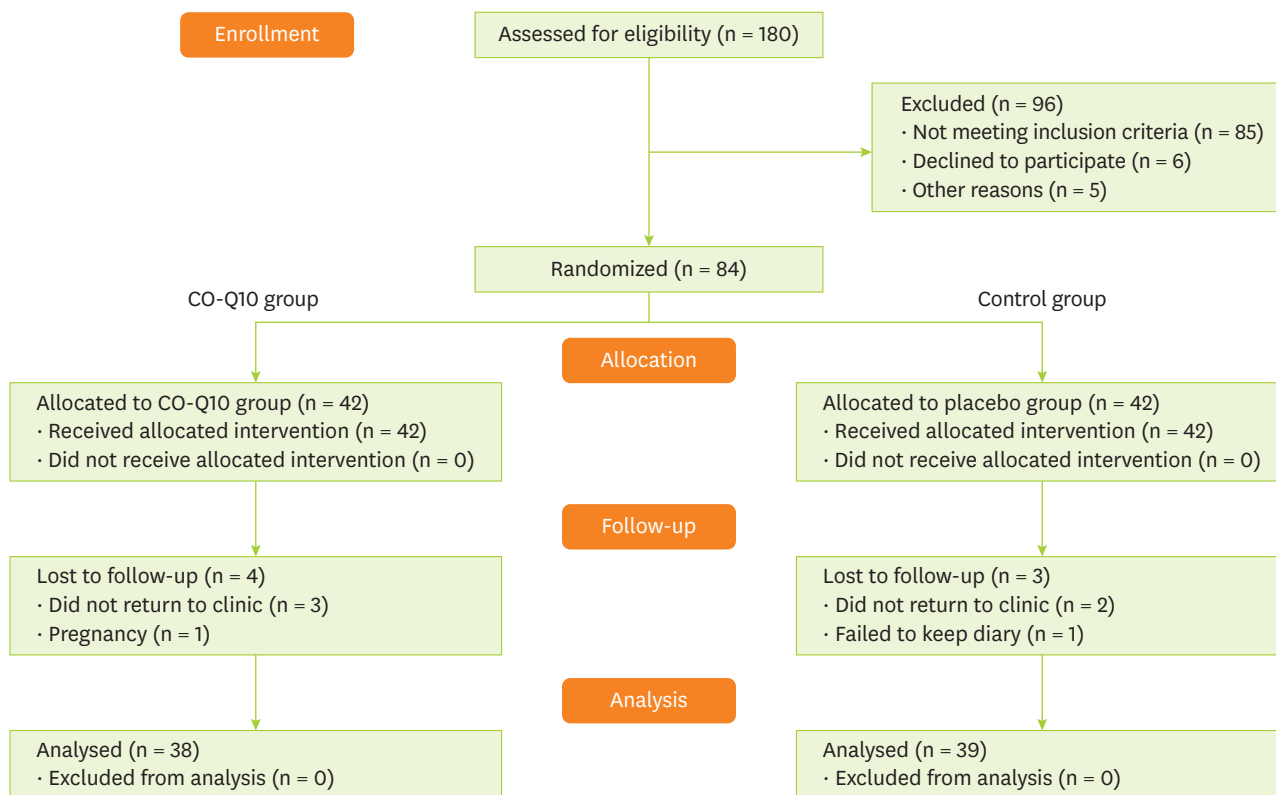 Enrollment
Assessed for eligibility (n = 180)
Excluded (n = 96)
· Not meeting inclusion criteria (n = 85)
· Declined to participate (n = 6)
· Other reasons (n = 5)
Randomized (n = 84)
CO-Q10 group
Control group
Allocation
Allocated to CO-Q10 group (n = 42)
· Received allocated intervention (n = 42)
· Did not receive allocated intervention (n = 0)
Allocated to placebo group (n = 42)
· Received allocated intervention (n = 42)
· Did not receive allocated intervention (n = 0)
Follow-up
Lost to follow-up (n = 4)
· Did not return to clinic (n = 3)
· Pregnancy (n = 1)
Lost to follow-up (n = 3)
· Did not return to clinic (n = 2)
· Failed to keep diary (n = 1)
Analysis
Analysed (n = 38)
· Excluded from analysis (n = 0)
Analysed (n = 39)
· Excluded from analysis (n = 0)